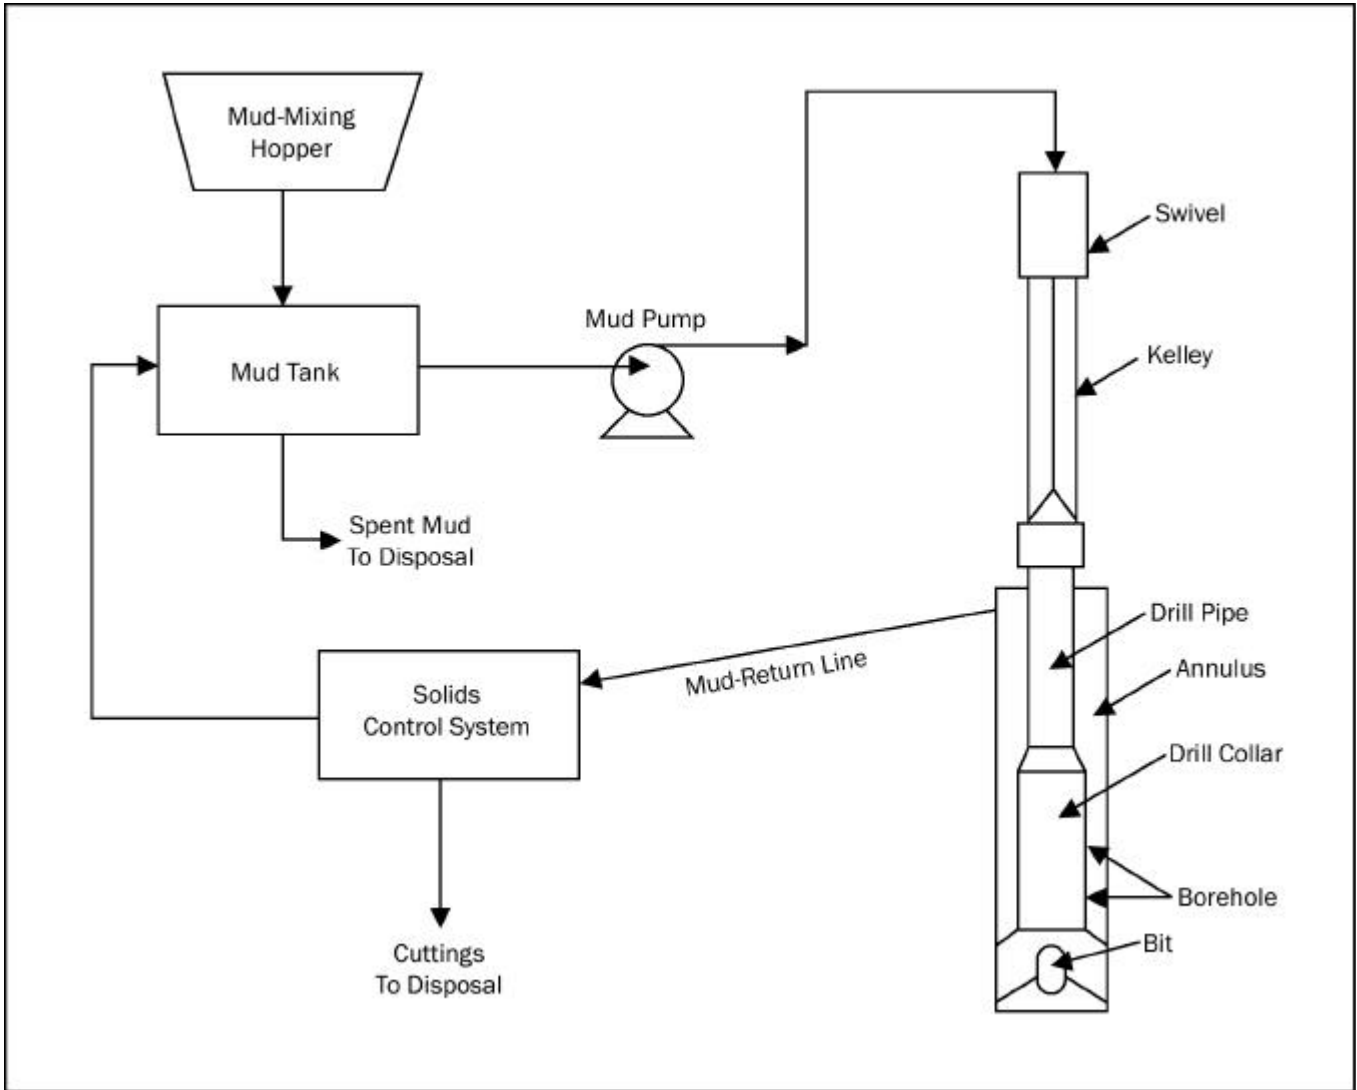 Mud-Mixing
Hopper
Swivel
Mud Pump
Kelley
Mud Tank
Spent Mud
To Disposal
Drill Pipe
Mud-Return Line
Annulus
Solids
Control System
Drill Collar
Borehole
Bit
Cuttings
To Disposal